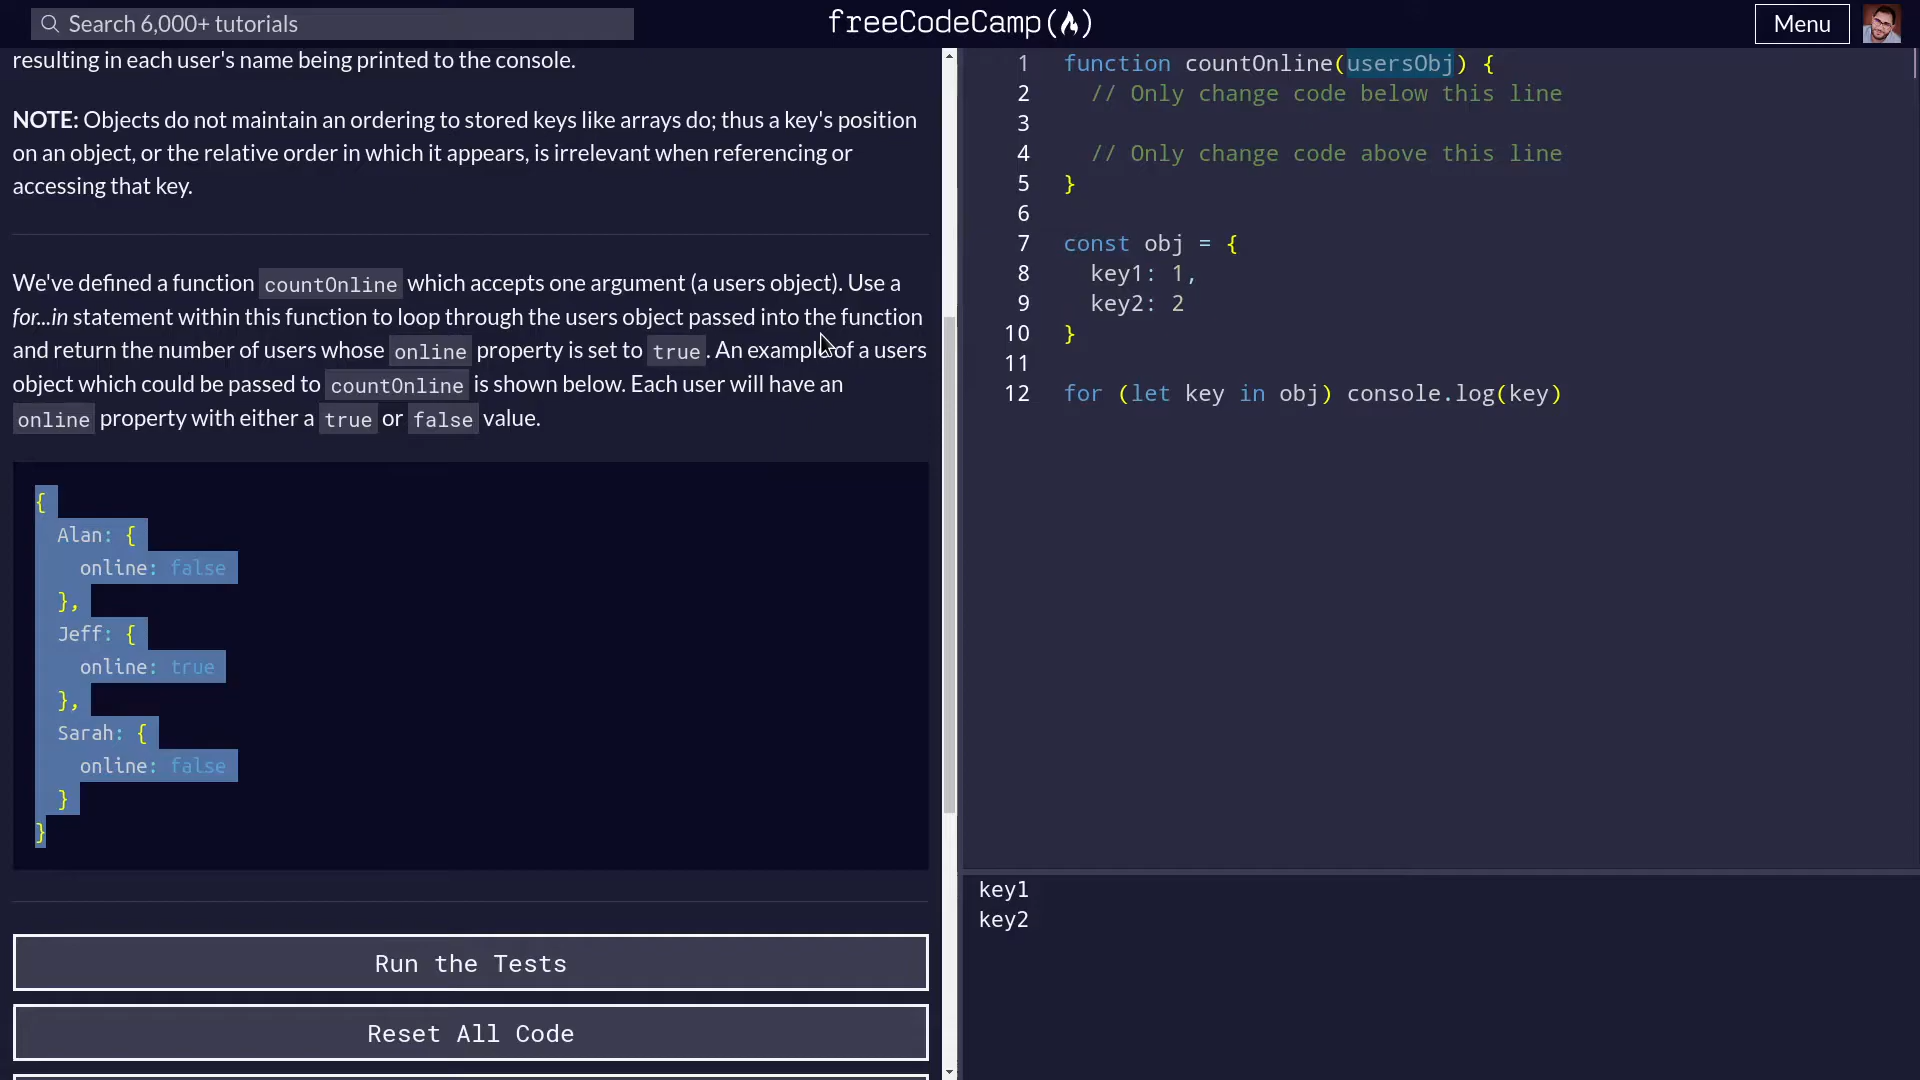 Search 6,000+ tutorials
freeCodeCamp
Menu
resulting in each user's name being printed to the console.
NOTE: Objects do not maintain an ordering to stored keys like arrays do; thus a key's position
on an object, or the relative order in which it appears, is irrelevant when referencing or
accessing that key.
We've defined a function countOnline which accepts one argument (a users object). Use a
for...in statement within this function to loop through the users object passed into the function
and return the number of users whose online property is set to true. An example of a users
object which could be passed to countOnline is shown below. Each user will have an
online property with either a true or false value.
{
  Alan: {
    online: false
  },
  Jeff: {
    online: true
  },
  Sarah: {
    online: false
  }
}
Run the Tests
Reset All Code
1 function countOnline(usersObj) {
2   // Only change code below this line
3
4   // Only change code above this line
5 }
6
7 const obj = {
8   key1: 1,
9   key2: 2
10 }
11
12 for (let key in obj) console.log(key)
key1
key2